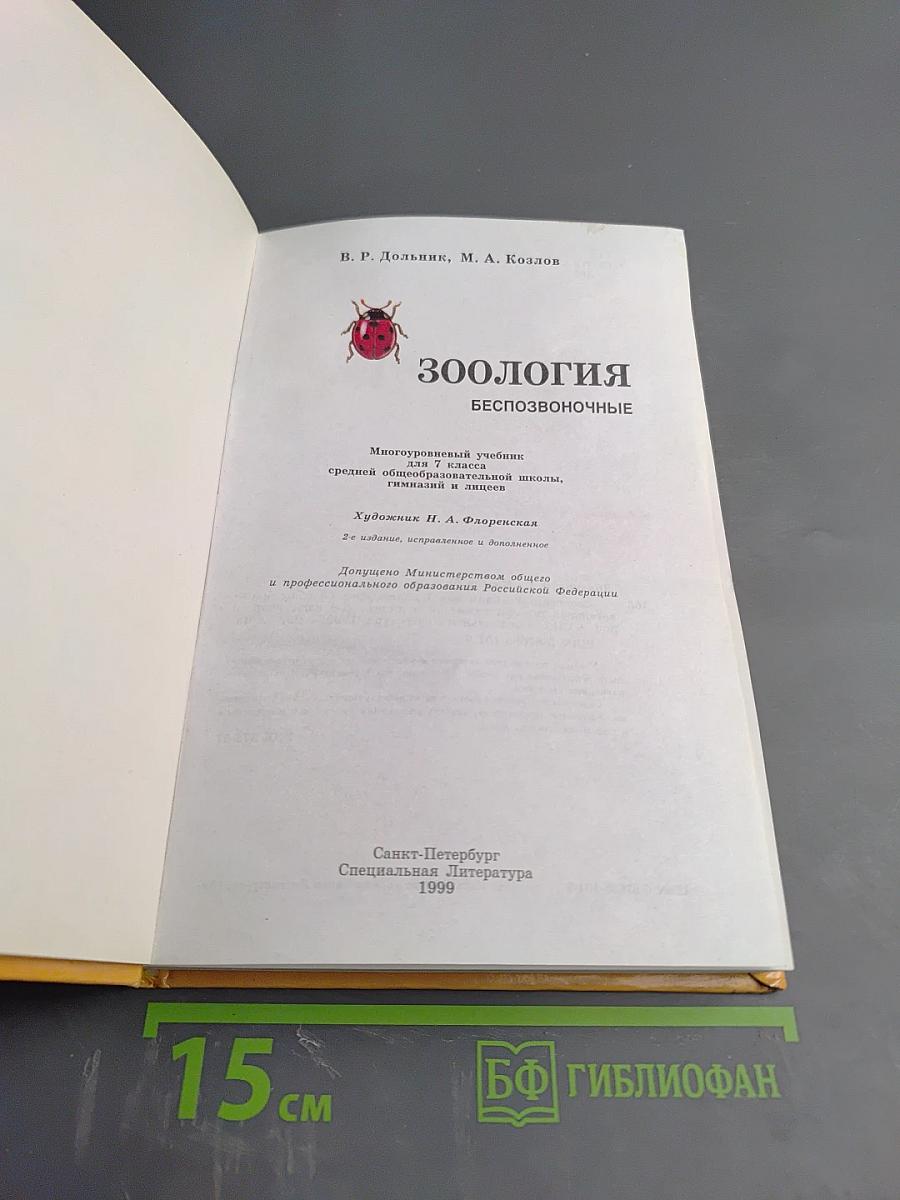 В. Р. Дольник, М. А. Козлов
ЗООЛОГИЯ
БЕСПОЗВОНОЧНЫЕ
Многоуровневый учебник
для 7 класса
средней общеобразовательной школы,
гимназий и лицеев
Художник Н. А. Флоренская
2-е издание, исправленное и дополненное
Допущено Министерством общего
и профессионального образования Российской Федерации
Санкт-Петербург
Специальная Литература
1999
15 см
БФ ГИБЛИОФАН